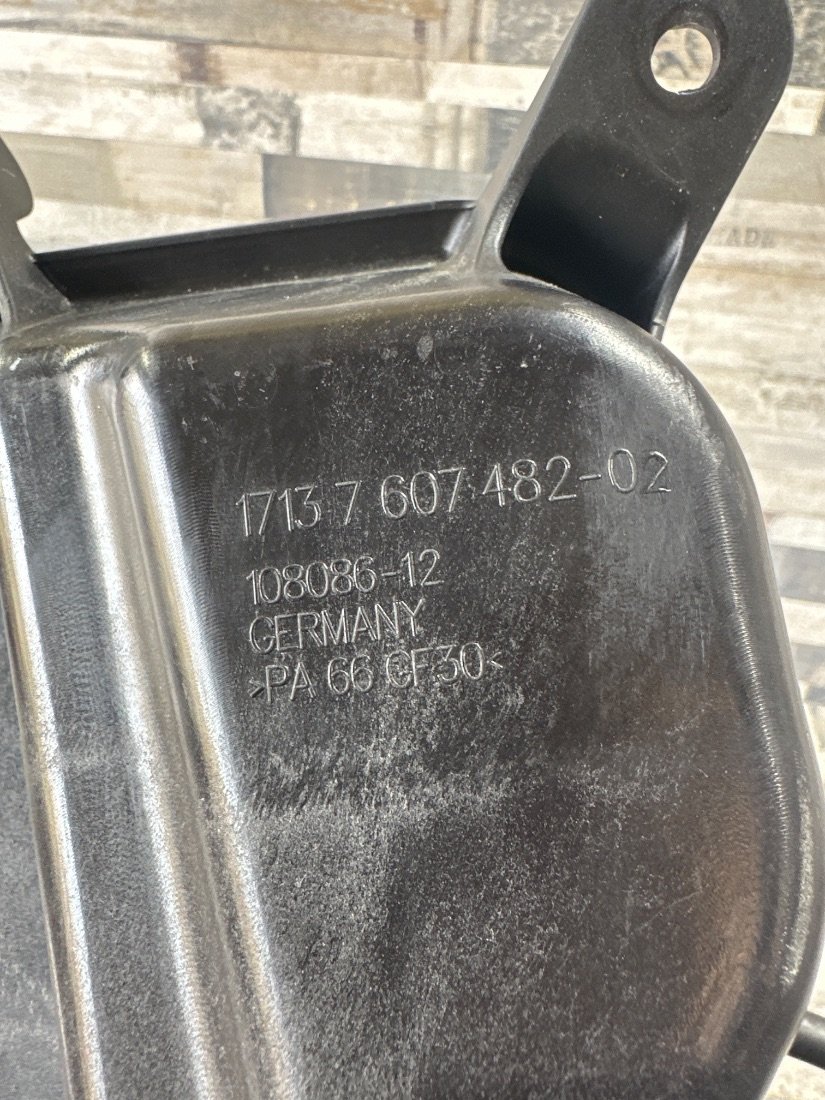 1713 7 607 482-02
108086-12
GERMANY
>PA 66 GF30<